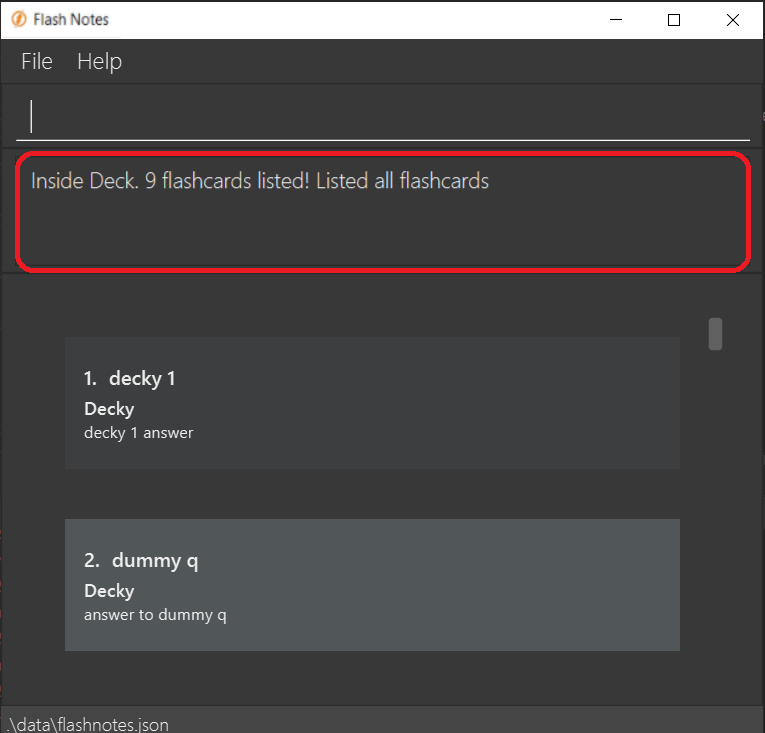 Flash Notes
File Help
Inside Deck. 9 flashcards listed! Listed all flashcards
1. decky 1
Decky
decky 1 answer
2. dummy q
Decky
answer to dummy q
.\data\flashnotes.json